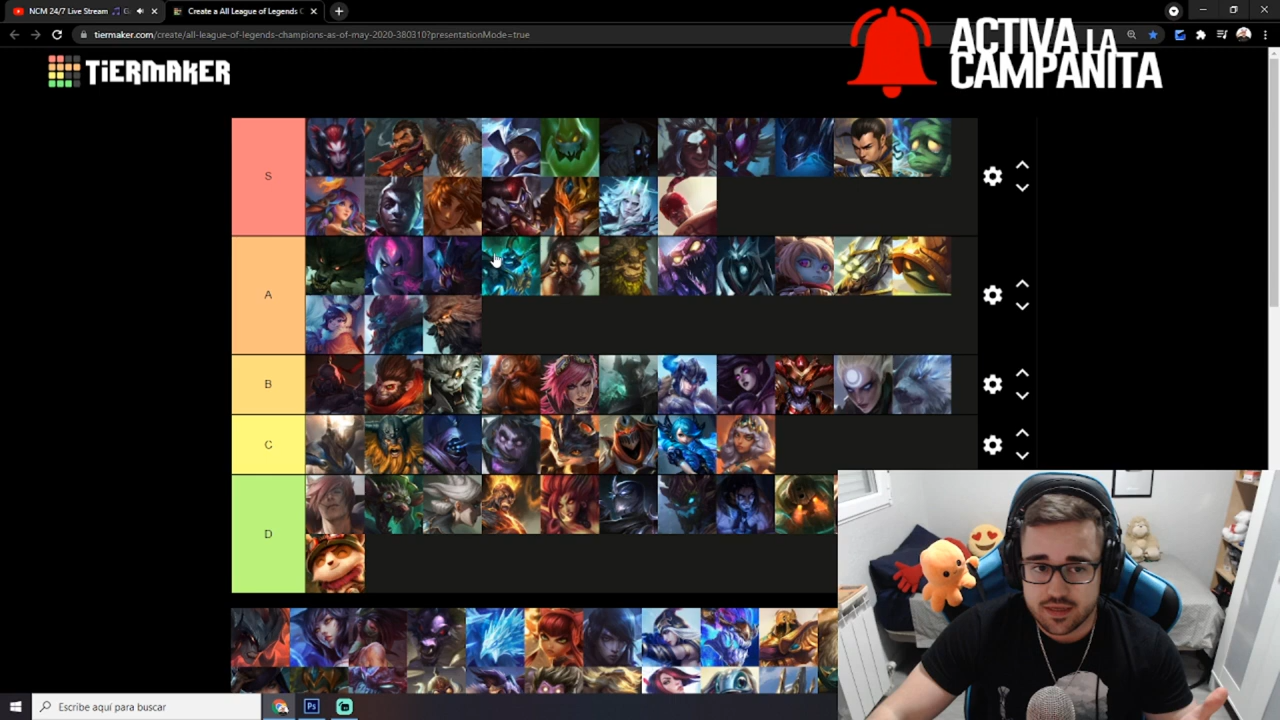 NCM 24/7 Live Stream
Create a All League of Legends C
tiermaker.com/create/all-league-of-legends-champions-as-of-may-2020-380310?presentationMode=true
TiERMAKER
ACTIVA LA
CAMPANITA
S
A
B
C
D
Escribe aquí para buscar
Ps